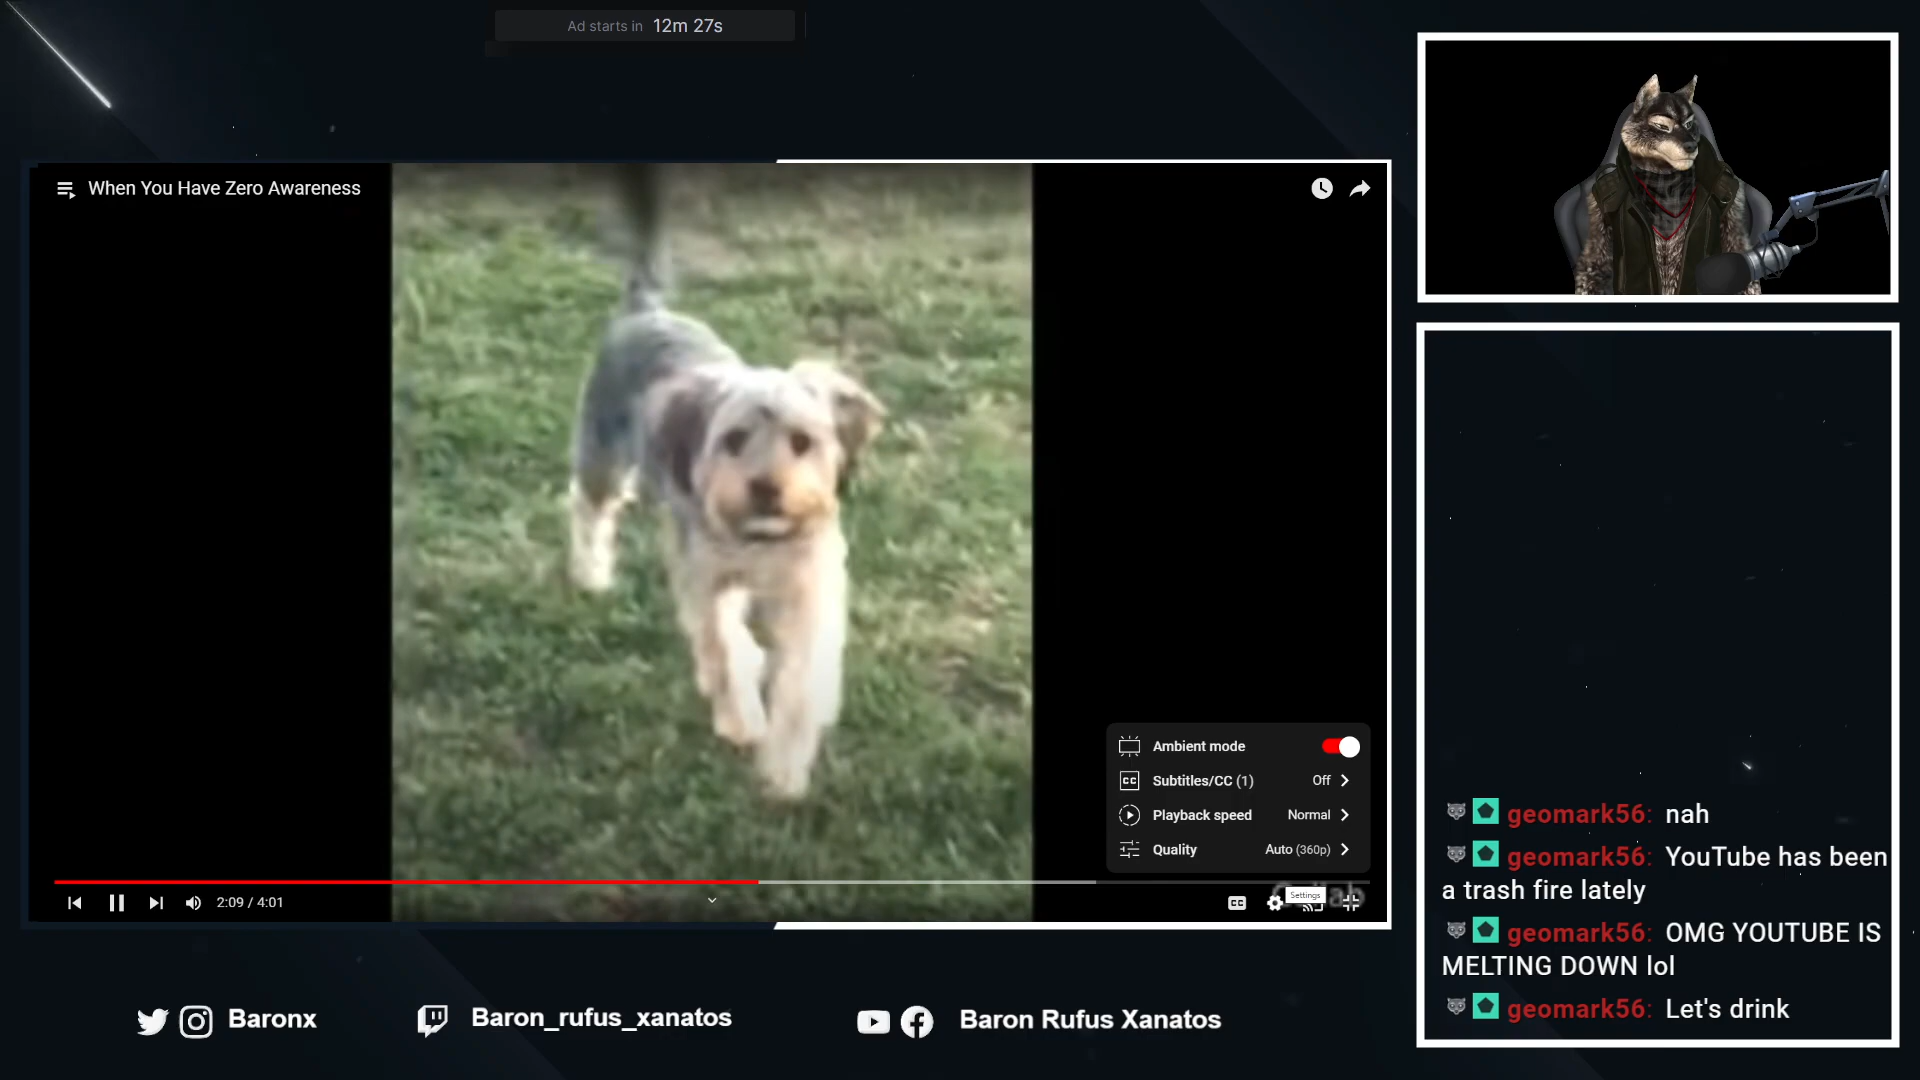 Ad starts in 12m 27s
When You Have Zero Awareness
Ambient mode
Subtitles/CC (1) Off
Playback speed Normal
Quality Auto (360p)
Settings
2:09 / 4:01
CC
geomark56: nah
geomark56: YouTube has been
a trash fire lately
geomark56: OMG YOUTUBE IS
MELTING DOWN lol
geomark56: Let's drink
Baronx
Baron_rufus_xanatos
Baron Rufus Xanatos